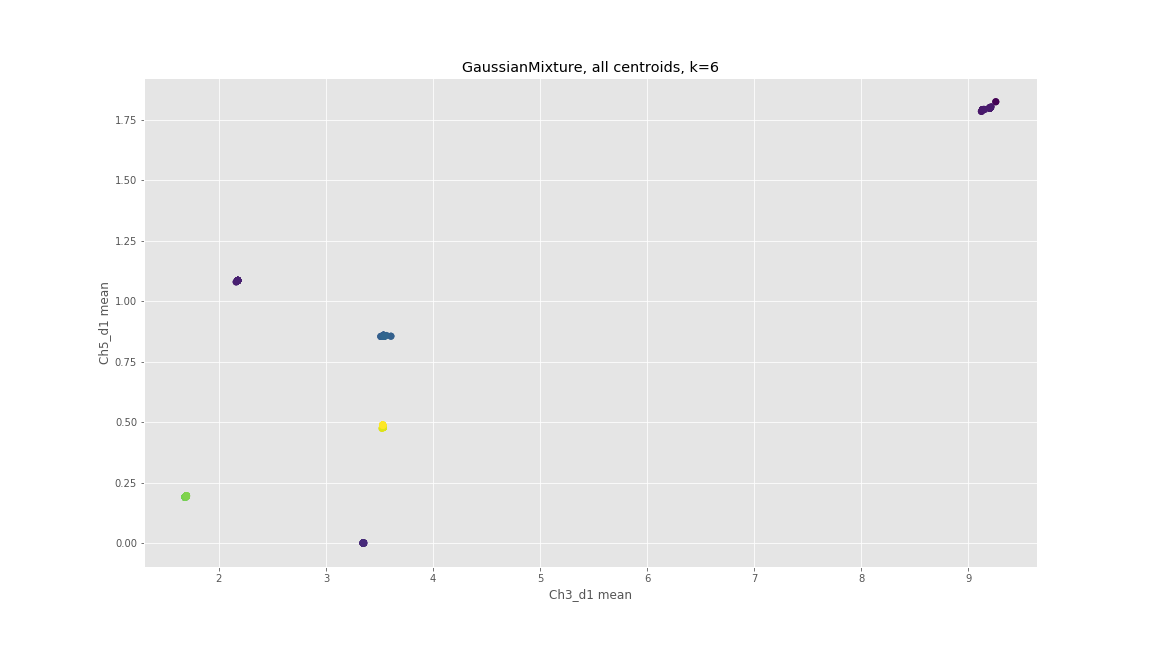 GaussianMixture, all centroids, k=6
1.75
1.50
1.25
1.00
0.75
0.50
0.25
0.00
Ch5_d1 mean
2 3 4 5 6 7 8 9
Ch3_d1 mean